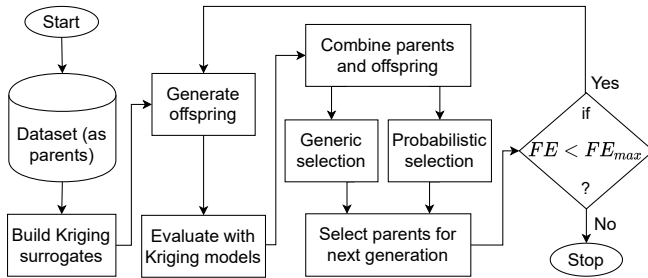 Start
Dataset (as
parents)
Build Kriging
surrogates
Generate
offspring
Evaluate with
Kriging models
Combine parents
and offspring
Generic
selection
Probabilistic
selection
Select parents for
next generation
Yes
if
FE < FE_max
?
No
Stop